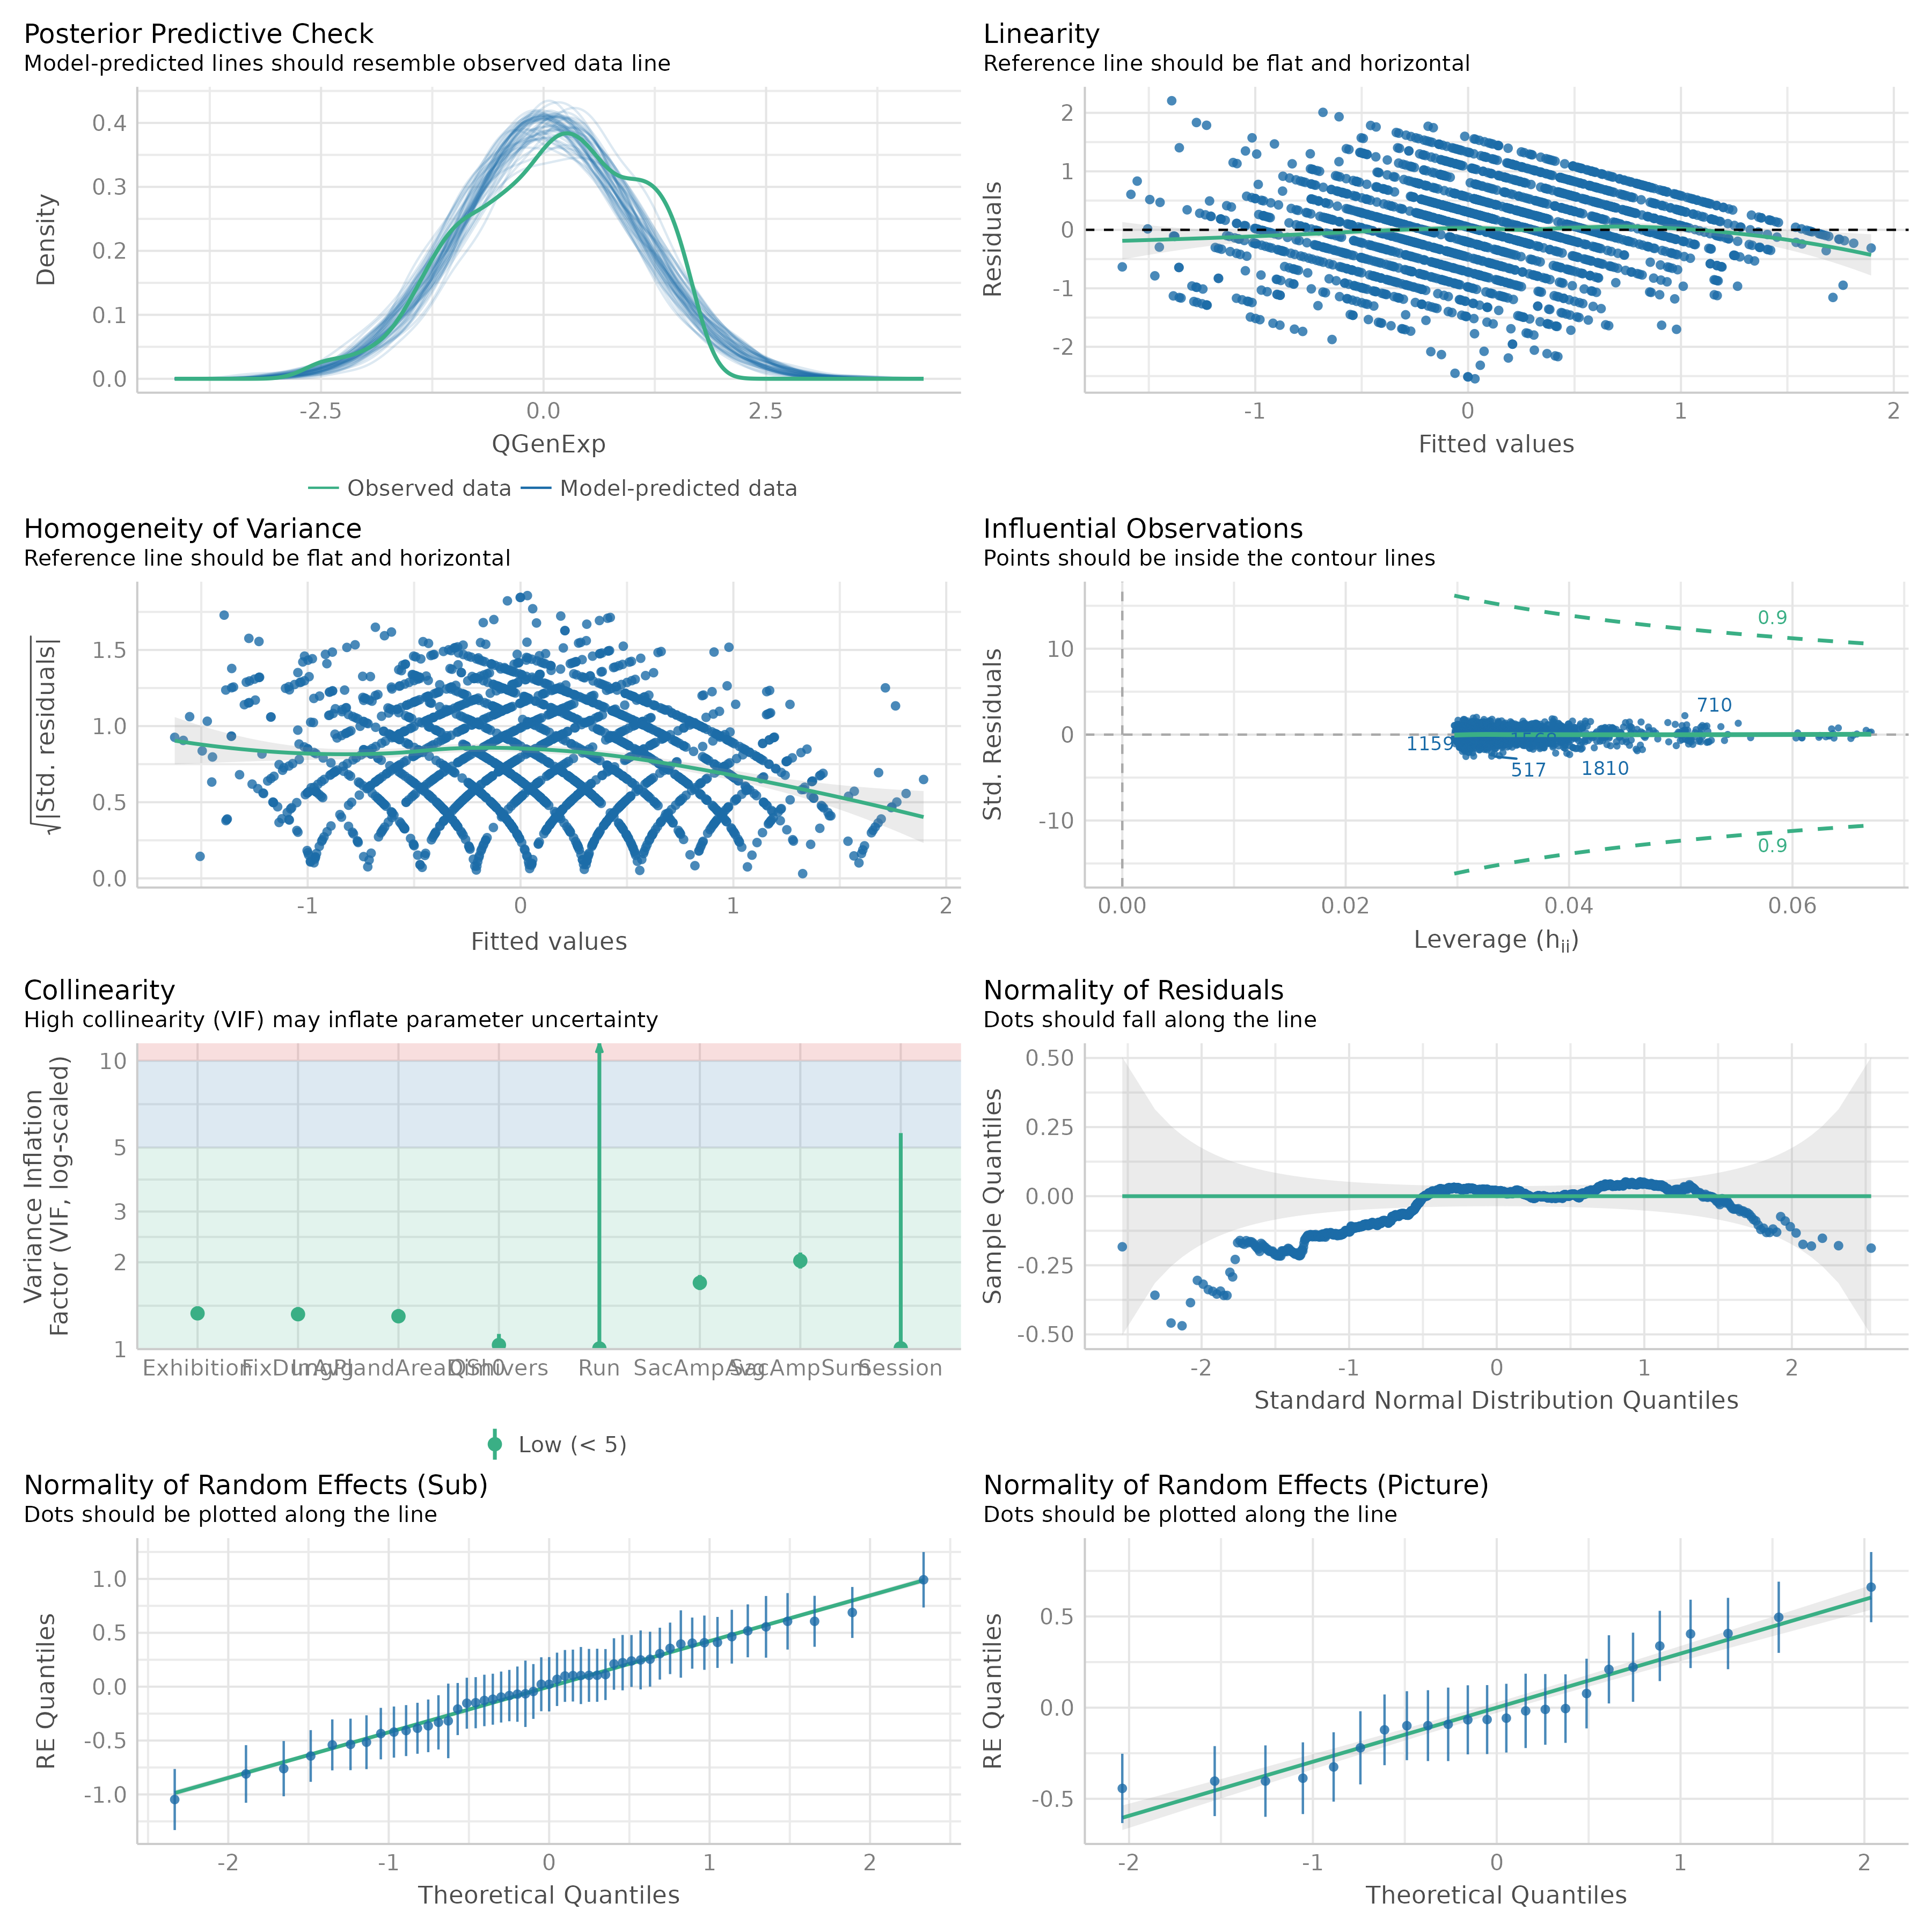 Posterior Predictive Check
Model-predicted lines should resemble observed data line
Density
0.4
0.3
0.2
0.1
0.0
-2.5
0.0
2.5
QGenExp
Observed data
Model-predicted data
Linearity
Reference line should be flat and horizontal
Residuals
2
1
0
-1
-2
-1
0
1
2
Fitted values
Homogeneity of Variance
Reference line should be flat and horizontal
√|Std. residuals|
1.5
1.0
0.5
0.0
-1
0
1
2
Fitted values
Influential Observations
Points should be inside the contour lines
Std. Residuals
10
0
-10
0.9
710
1159
517
1810
0.9
0.00
0.02
0.04
0.06
Leverage (hii)
Collinearity
High collinearity (VIF) may inflate parameter uncertainty
Variance Inflation
Factor (VIF, log-scaled)
10
5
3
2
1
Exhibition
Run
SacAmpAvg
SacAmpSum
Session
Low (< 5)
Normality of Residuals
Dots should fall along the line
Sample Quantiles
0.50
0.25
0.00
-0.25
-0.50
-2
-1
0
1
2
Standard Normal Distribution Quantiles
Normality of Random Effects (Sub)
Dots should be plotted along the line
RE Quantiles
1.0
0.5
0.0
-0.5
-1.0
-2
-1
0
1
2
Theoretical Quantiles
Normality of Random Effects (Picture)
Dots should be plotted along the line
RE Quantiles
0.5
0.0
-0.5
-2
-1
0
1
2
Theoretical Quantiles